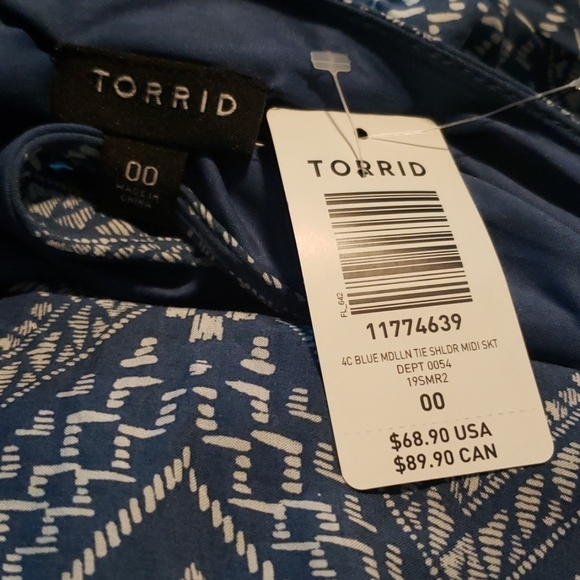 TORRID
00
MADE IN
CHINA
TORRID
FL_642
11774639
4C BLUE MDLLN TIE SHLDR MIDI SKT
DEPT 0054
19SMR2
00
$68.90 USA
$89.90 CAN